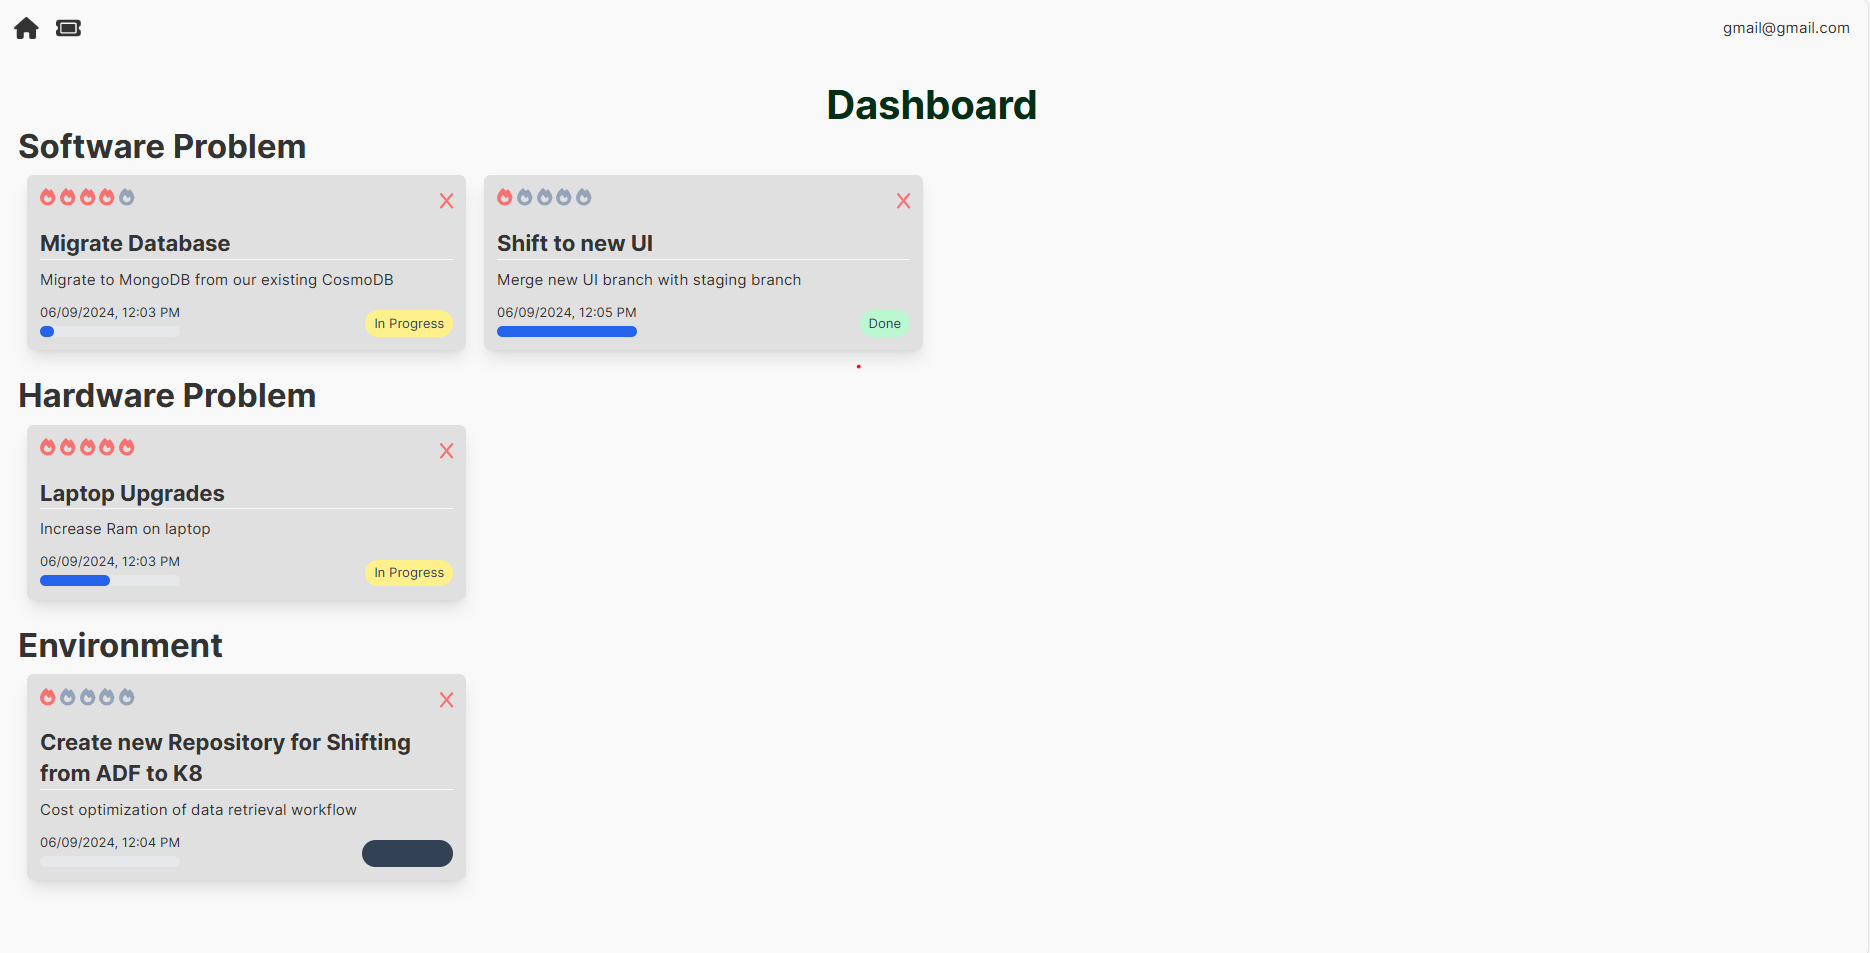 gmail@gmail.com
Dashboard
Software Problem
Migrate Database
Migrate to MongoDB from our existing CosmoDB
06/09/2024, 12:03 PM
In Progress
Shift to new UI
Merge new UI branch with staging branch
06/09/2024, 12:05 PM
Done
Hardware Problem
Laptop Upgrades
Increase Ram on laptop
06/09/2024, 12:03 PM
In Progress
Environment
Create new Repository for Shifting
from ADF to K8
Cost optimization of data retrieval workflow
06/09/2024, 12:04 PM